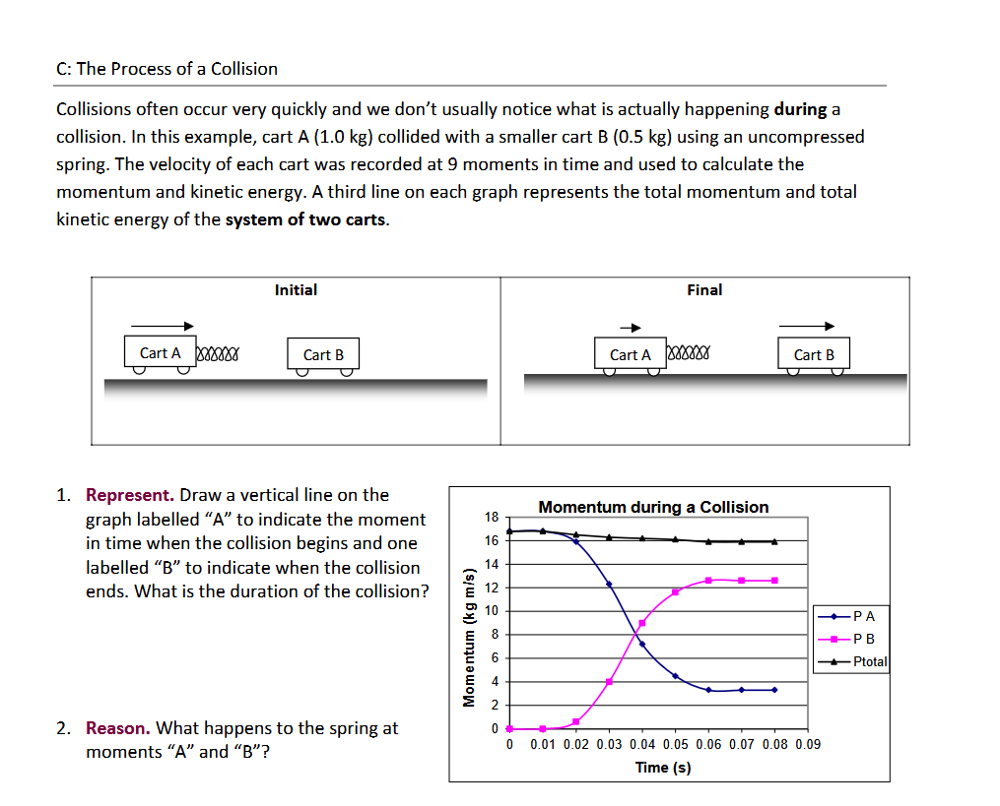 C: The Process of a Collision
Collisions often occur very quickly and we don’t usually notice what is actually happening during a
collision. In this example, cart A (1.0 kg) collided with a smaller cart B (0.5 kg) using an uncompressed
spring. The velocity of each cart was recorded at 9 moments in time and used to calculate the
momentum and kinetic energy. A third line on each graph represents the total momentum and total
kinetic energy of the system of two carts.
Initial
Cart A
Cart B
Final
Cart A
Cart B
1. Represent. Draw a vertical line on the
graph labelled “A” to indicate the moment
in time when the collision begins and one
labelled “B” to indicate when the collision
ends. What is the duration of the collision?
2. Reason. What happens to the spring at
moments “A” and “B”?
Momentum during a Collision
Momentum (kg m/s)
18
16
14
12
10
8
6
4
2
0
0 0.01 0.02 0.03 0.04 0.05 0.06 0.07 0.08 0.09
Time (s)
P A
P B
Ptotal